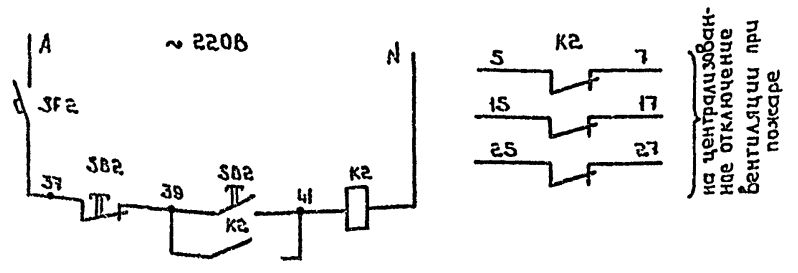 A ~ 220В N
SF2
37 SB2 39 SB2 41 K2
K2
K2
5 7
15 17
25 27
на централизован-
ное отключение
вентиляции при
пожаре